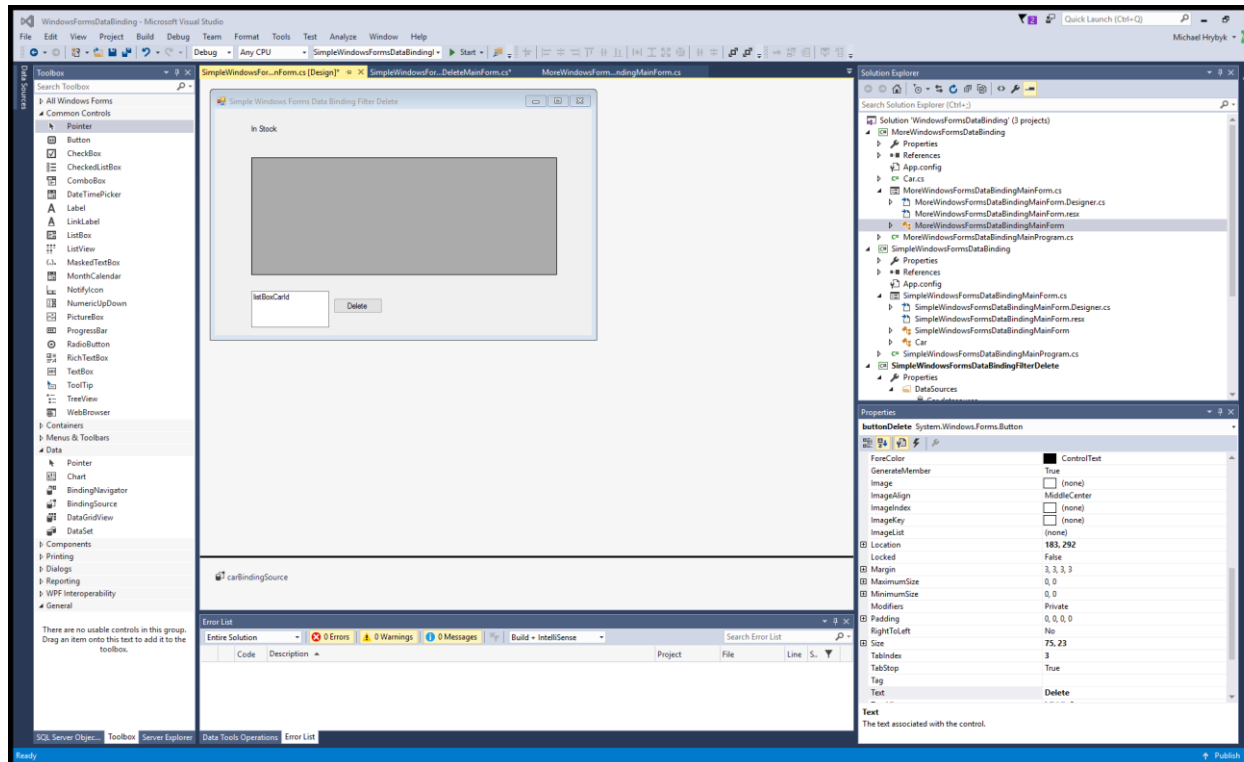 WindowsFormsDataBinding - Microsoft Visual Studio
Quick Launch (Ctrl+Q)
File Edit View Project Build Debug Team Format Tools Test Analyze Window Help
Michael Hrybyk
Debug Any CPU SimpleWindowsFormsDataBindingI Start
Data Sources
Toolbox
Search Toolbox
All Windows Forms
Common Controls
Pointer
Button
CheckBox
CheckedListBox
ComboBox
DateTimePicker
Label
LinkLabel
ListBox
ListView
MaskedTextBox
MonthCalendar
NotifyIcon
NumericUpDown
PictureBox
ProgressBar
RadioButton
RichTextBox
TextBox
ToolTip
TreeView
WebBrowser
Containers
Menus & Toolbars
Data
Pointer
Chart
BindingNavigator
BindingSource
DataGridView
DataSet
Components
Printing
Dialogs
Reporting
WPF Interoperability
General
There are no usable controls in this group.
Drag an item onto this text to add it to the
toolbox.
SQL Server Objec... Toolbox Server Explorer
SimpleWindowsFor...nForm.cs [Design]* SimpleWindowsFor...DeleteMainForm.cs* MoreWindowsForm...ndingMainForm.cs
Simple Windows Forms Data Binding Filter Delete
In Stock
listBoxCarId
Delete
carBindingSource
Error List
Entire Solution 0 Errors 0 Warnings 0 Messages Build + IntelliSense Search Error List
Code Description Project File Line S..
Data Tools Operations Error List
Solution Explorer
Search Solution Explorer (Ctrl+;)
Solution 'WindowsFormsDataBinding' (3 projects)
MoreWindowsFormsDataBinding
Properties
References
App.config
Car.cs
MoreWindowsFormsDataBindingMainForm.cs
MoreWindowsFormsDataBindingMainForm.Designer.cs
MoreWindowsFormsDataBindingMainForm.resx
MoreWindowsFormsDataBindingMainForm
MoreWindowsFormsDataBindingMainProgram.cs
SimpleWindowsFormsDataBinding
Properties
References
App.config
SimpleWindowsFormsDataBindingMainForm.cs
SimpleWindowsFormsDataBindingMainForm.Designer.cs
SimpleWindowsFormsDataBindingMainForm.resx
SimpleWindowsFormsDataBindingMainForm
Car
SimpleWindowsFormsDataBindingMainProgram.cs
SimpleWindowsFormsDataBindingFilterDelete
Properties
DataSources
Properties
buttonDelete System.Windows.Forms.Button
ForeColor ControlText
GenerateMember True
Image (none)
ImageAlign MiddleCenter
ImageIndex (none)
ImageKey (none)
ImageList (none)
Location 183, 292
Locked False
Margin 3, 3, 3, 3
MaximumSize 0, 0
MinimumSize 0, 0
Modifiers Private
Padding 0, 0, 0, 0
RightToLeft No
Size 75, 23
TabIndex 3
TabStop True
Tag
Text Delete
Text
The text associated with the control.
Ready
Publish